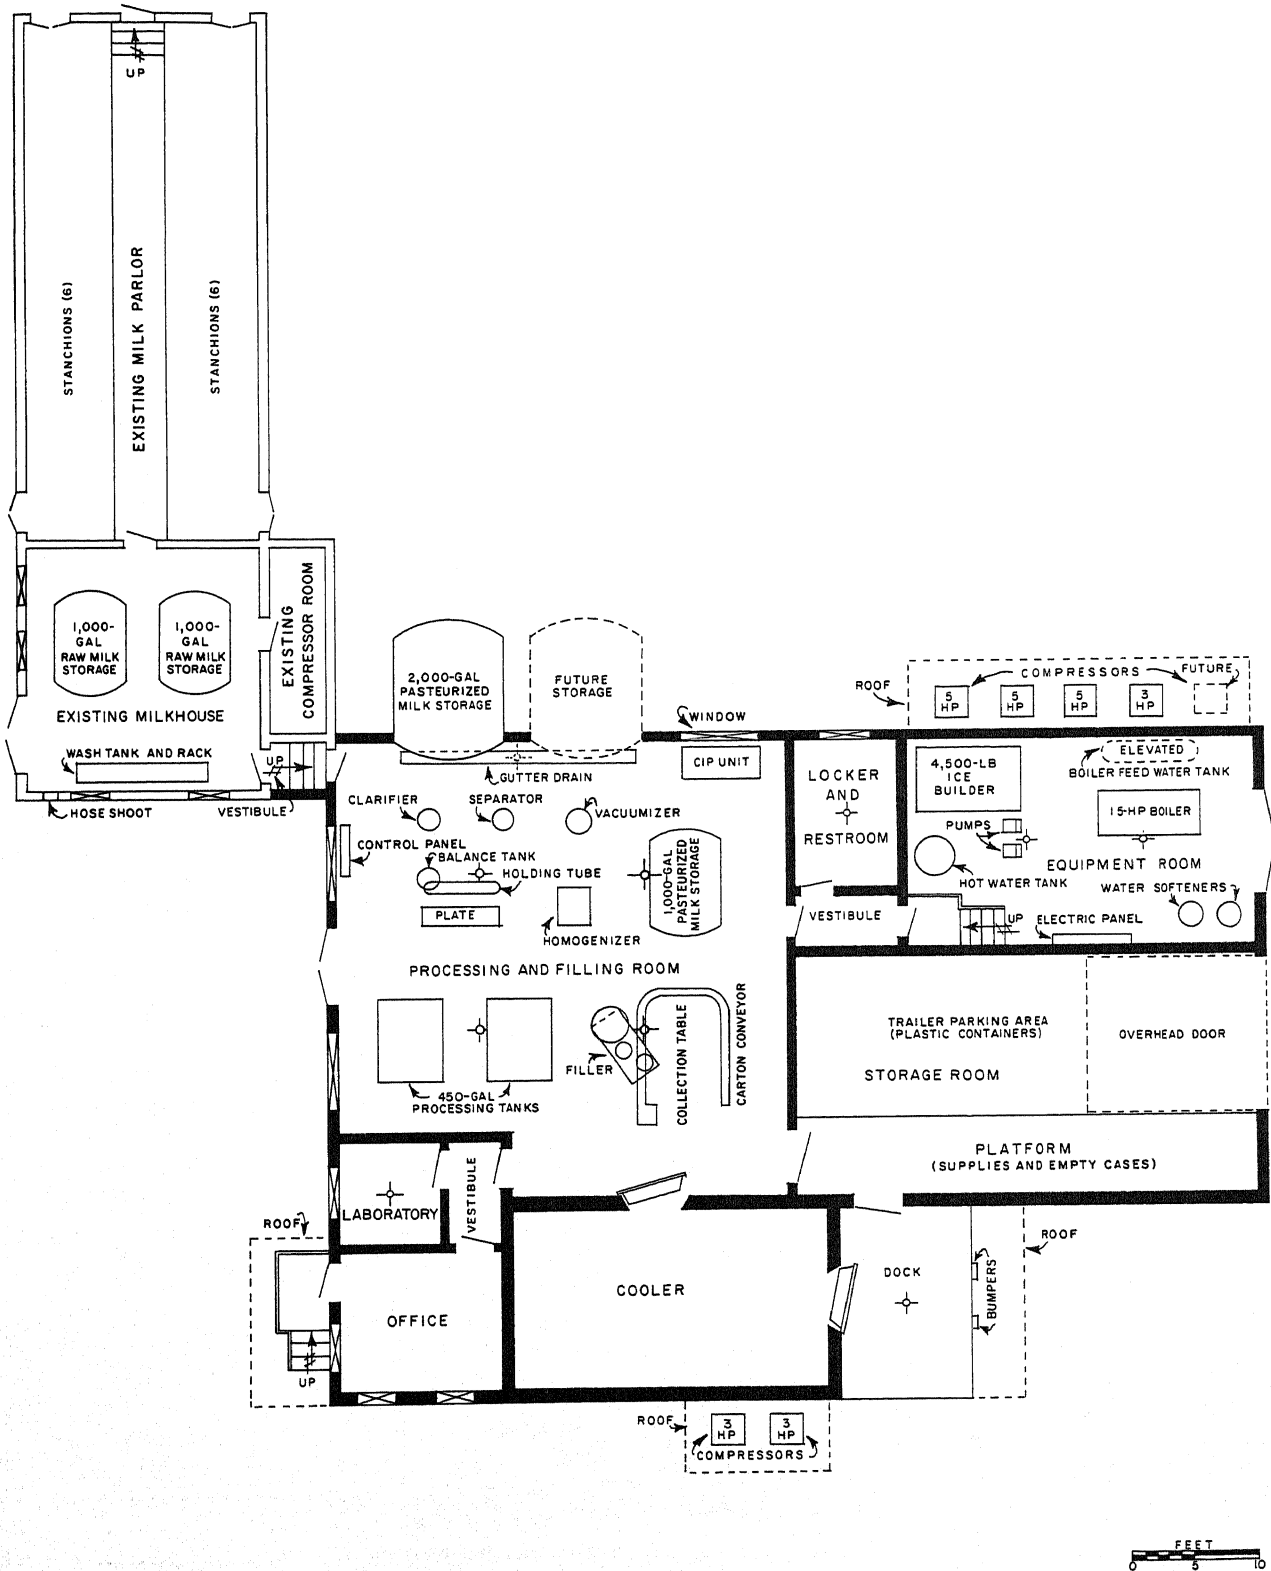 UP
STANCHIONS (6)
EXISTING MILK PARLOR
STANCHIONS (6)
1,000-
GAL
RAW MILK
STORAGE
1,000-
GAL
RAW MILK
STORAGE
EXISTING
COMPRESSOR ROOM
EXISTING MILKHOUSE
WASH TANK AND RACK
UP
HOSE SHOOT
VESTIBULE
2,000-GAL
PASTEURIZED
MILK STORAGE
FUTURE
STORAGE
WINDOW
GUTTER DRAIN
CIP UNIT
ROOF
COMPRESSORS
FUTURE
5
HP
5
HP
5
HP
3
HP
LOCKER
AND
RESTROOM
4,500-LB
ICE
BUILDER
ELEVATED
BOILER FEED WATER TANK
15-HP BOILER
PUMPS
EQUIPMENT ROOM
HOT WATER TANK
WATER SOFTENERS
UP
ELECTRIC PANEL
VESTIBULE
CLARIFIER
SEPARATOR
VACUUMIZER
CONTROL PANEL
BALANCE TANK
HOLDING TUBE
1,000-GAL
PASTEURIZED
MILK STORAGE
PLATE
HOMOGENIZER
PROCESSING AND FILLING ROOM
FILLER
COLLECTION TABLE
CARTON CONVEYOR
450-GAL
PROCESSING TANKS
TRAILER PARKING AREA
(PLASTIC CONTAINERS)
OVERHEAD DOOR
STORAGE ROOM
PLATFORM
(SUPPLIES AND EMPTY CASES)
LABORATORY
VESTIBULE
ROOF
OFFICE
UP
COOLER
DOCK
BUMPERS
ROOF
ROOF
3
HP
3
HP
COMPRESSORS
FEET
0 5 10